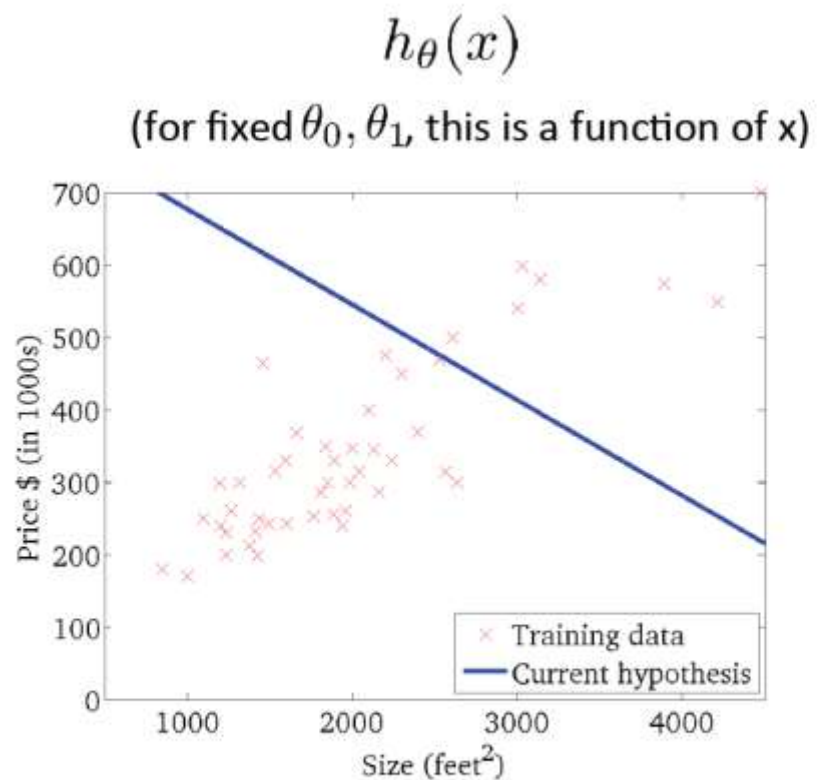 hθ(x)
(for fixed θ0, θ1, this is a function of x)
700
600
500
400
300
200
100
0
Price $ (in 1000s)
Training data
Current hypothesis
1000 2000 3000 4000
Size (feet²)